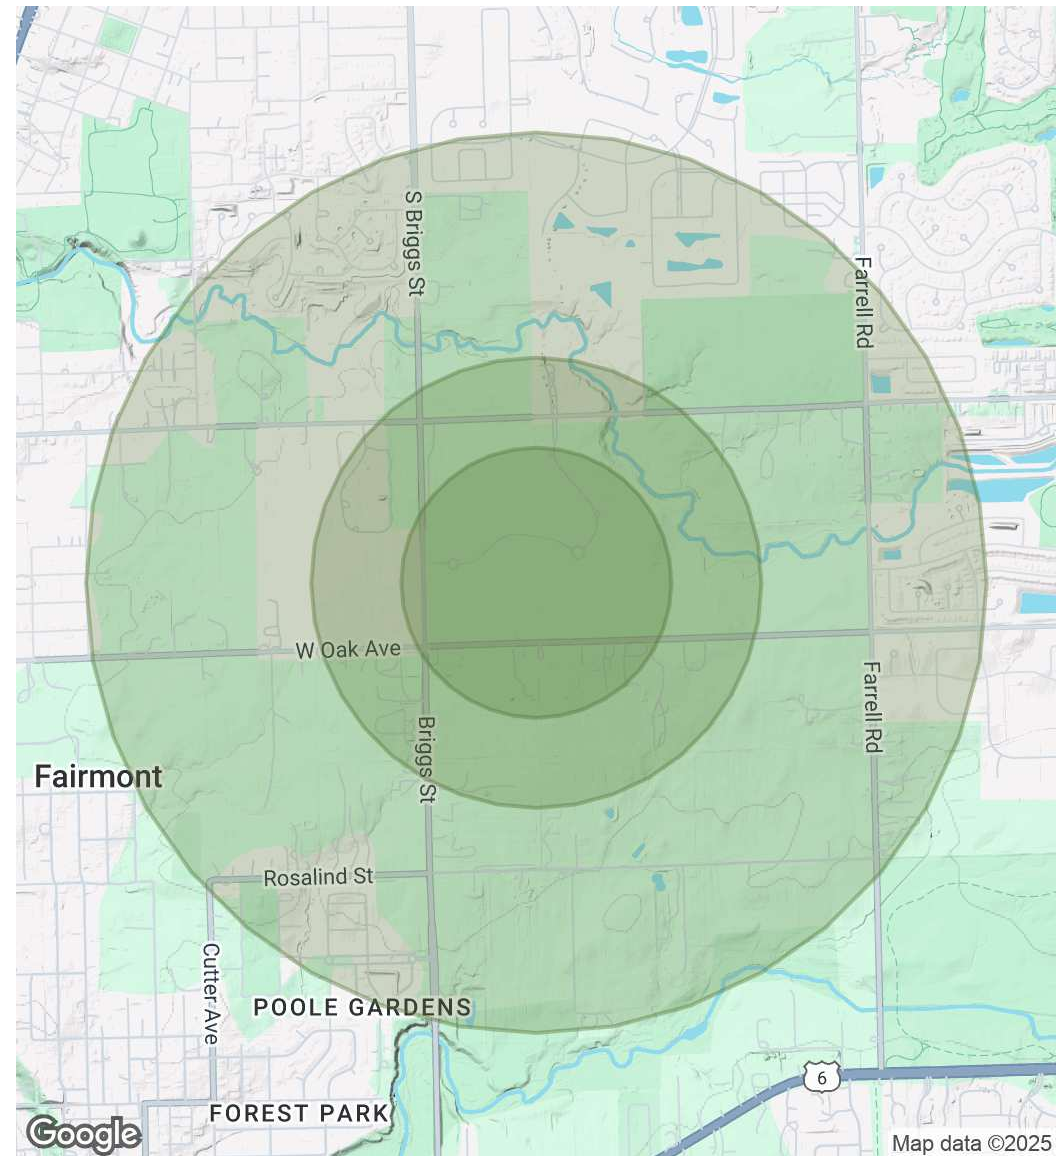 S Briggs St
Farrell Rd
W Oak Ave
Farrell Rd
Briggs St
Fairmont
Rosalind St
Cutter Ave
POOLE GARDENS
6
FOREST PARK
Google
Map data ©2025